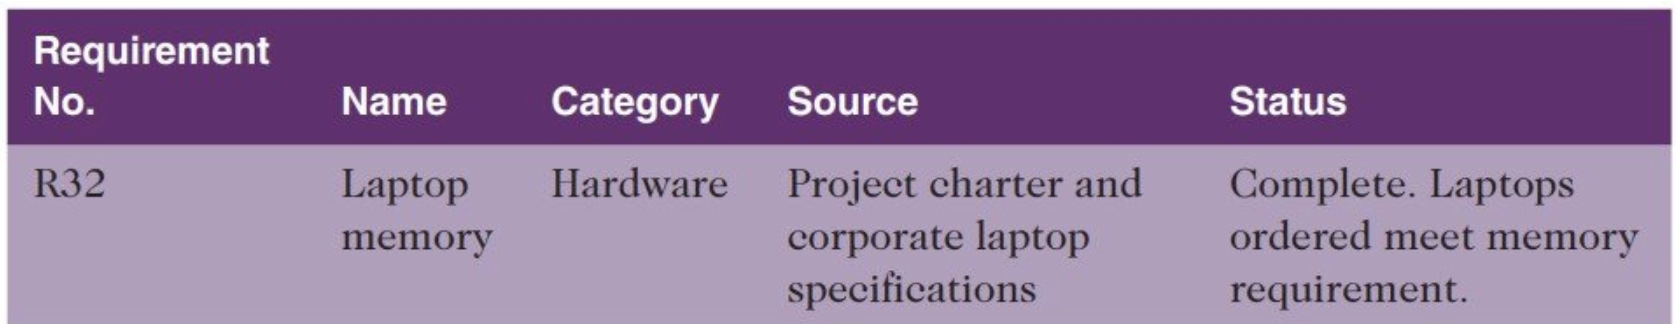 Requirement
No. Name Category Source Status
R32 Laptop Hardware Project charter and Complete. Laptops
memory corporate laptop ordered meet memory
specifications requirement.